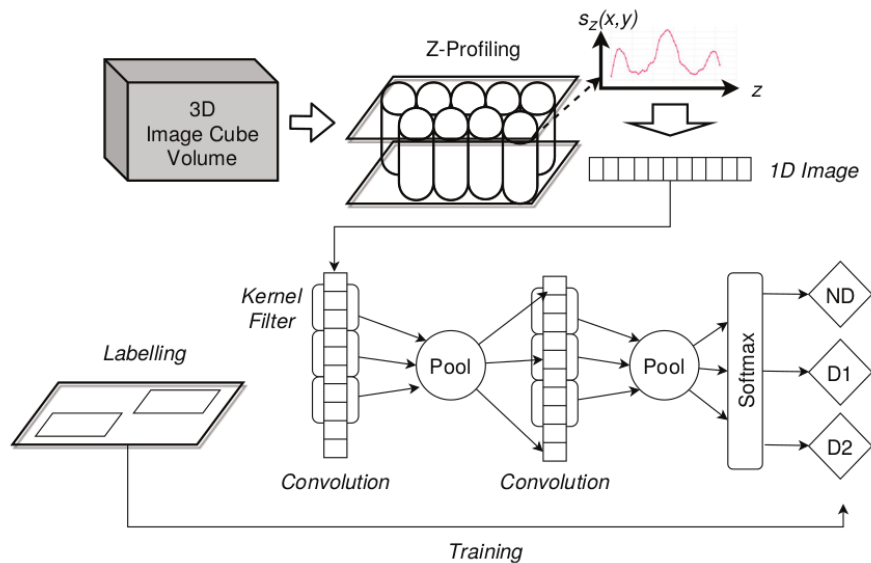 Z-Profiling
s_z(x,y)
z
3D
Image Cube
Volume
1D Image
Kernel
Filter
Labelling
Pool
Pool
Softmax
ND
D1
D2
Convolution
Convolution
Training